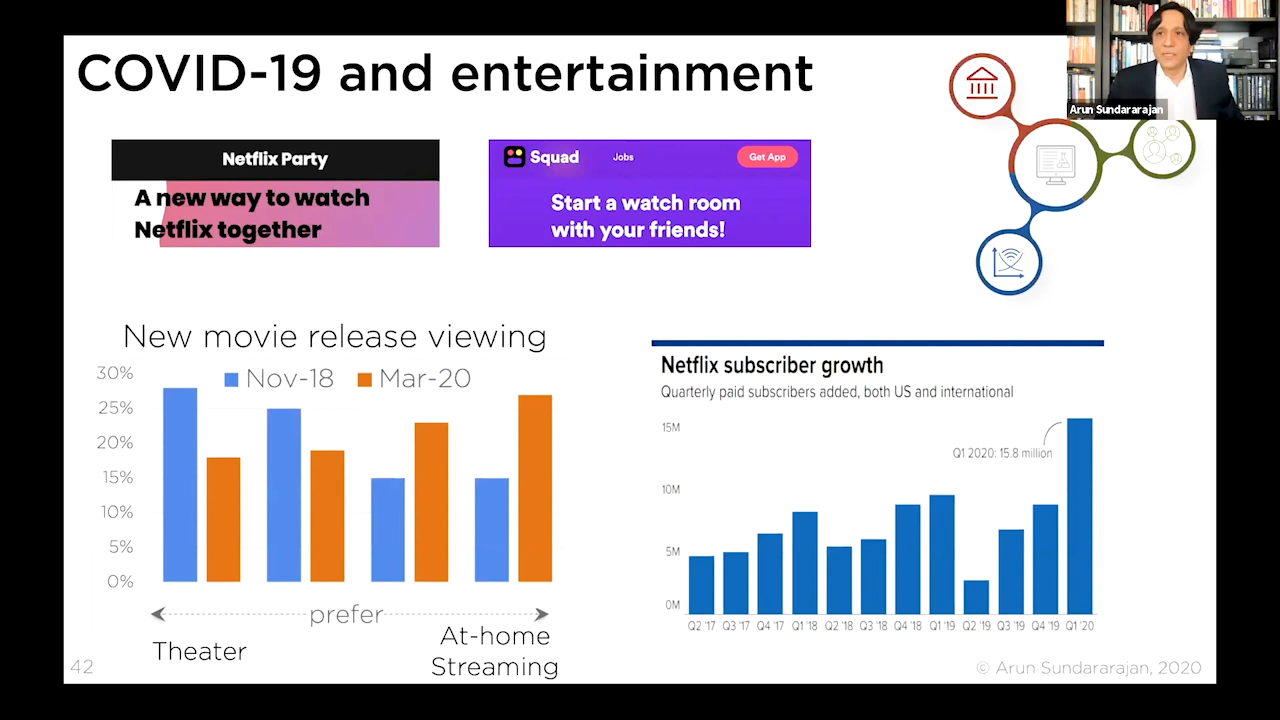 COVID-19 and entertainment
Arun Sundararajan
Netflix Party
A new way to watch
Netflix together
Squad
Jobs
Get App
Start a watch room
with your friends!
New movie release viewing
Nov-18
Mar-20
30%
25%
20%
15%
10%
5%
0%
prefer
Theater
At-home
Streaming
Netflix subscriber growth
Quarterly paid subscribers added, both US and international
15M
Q1 2020: 15.8 million
10M
5M
0M
Q2 '17 Q3 '17 Q4 '17 Q1 '18 Q2 '18 Q3 '18 Q4 '18 Q1 '19 Q2 '19 Q3 '19 Q4 '19 Q1 '20
42
© Arun Sundararajan, 2020